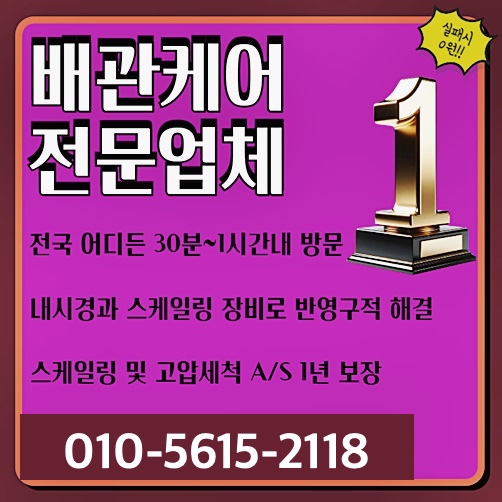 실패시
0원!!
배관케어
전문업체
전국 어디든 30분~1시간내 방문
내시경과 스케일링 장비로 반영구적 해결
스케일링 및 고압세척 A/S 1년 보장
010-5615-2118